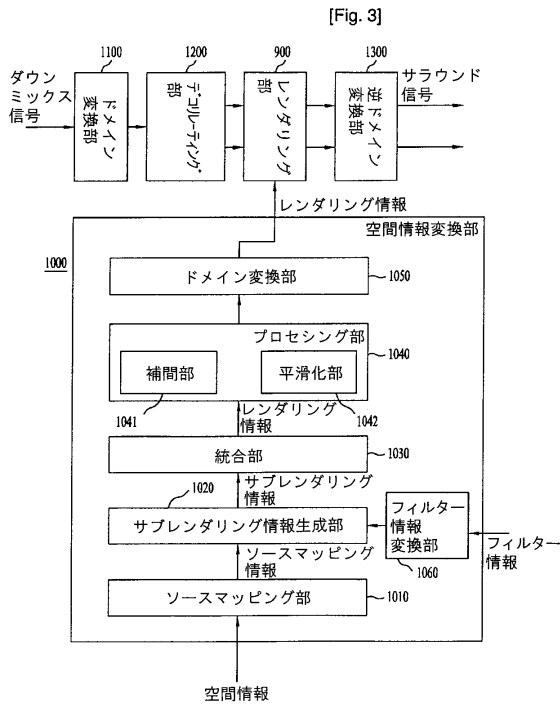 [Fig. 3]
1100
1200
900
1300
ダウン
ミックス
信号
ドメイン
変換部
デコリレーティング
部
レンダリング
部
逆ドメイン
変換部
サラウンド
信号
レンダリング情報
空間情報変換部
1000
ドメイン変換部
1050
プロセシング部
1040
補間部
平滑化部
1041
1042
レンダリング
情報
統合部
1030
サブレンダリング
情報
1020
サブレンダリング情報生成部
フィルター
情報
変換部
フィルター
情報
1060
ソースマッピング情報
ソースマッピング部
1010
空間情報